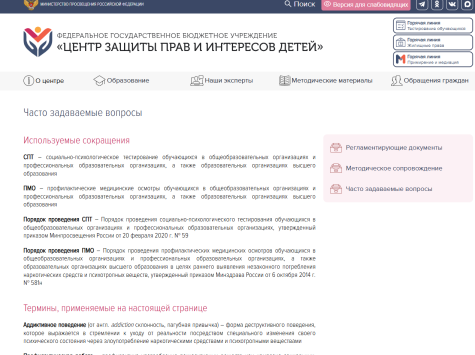 МИНИСТЕРСТВО ПРОСВЕЩЕНИЯ РОССИЙСКОЙ ФЕДЕРАЦИИ
Поиск
Версия для слабовидящих
ФЕДЕРАЛЬНОЕ ГОСУДАРСТВЕННОЕ БЮДЖЕТНОЕ УЧРЕЖДЕНИЕ
«ЦЕНТР ЗАЩИТЫ ПРАВ И ИНТЕРЕСОВ ДЕТЕЙ»
Горячая линия
Тестирование обучающихся
Горячая линия
Жилищные права
Горячая линия
Примирение и медиация
О центре
Образование
Наши эксперты
Методические материалы
Обращения граждан
Часто задаваемые вопросы
Используемые сокращения
СПТ – социально-психологическое тестирование обучающихся в общеобразовательных организациях и
профессиональных образовательных организациях, а также образовательных организациях высшего
образования
ПМО – профилактические медицинские осмотры обучающихся в общеобразовательных организациях и
профессиональных образовательных организациях, а также образовательных организациях высшего
образования
Порядок проведения СПТ – Порядок проведения социально-психологического тестирования обучающихся в
общеобразовательных организациях и профессиональных образовательных организациях, утвержденный
приказом Минпросвещения России от 20 февраля 2020 г. № 59
Порядок проведения ПМО – Порядок проведения профилактических медицинских осмотров обучающихся в
общеобразовательных организациях и профессиональных образовательных организациях, а также
образовательных организациях высшего образования в целях раннего выявления незаконного потребления
наркотических средств и психотропных веществ, утвержденный приказом Минздрава России от 6 октября 2014 г.
№ 581н
Регламентирующие документы
Методическое сопровождение
Часто задаваемые вопросы
Термины, применяемые на настоящей странице
Аддиктивное поведение (от англ. addiction склонность, пагубная привычка) – форма деструктивного поведения,
которое выражается в стремлении к уходу от реальности посредством специального изменения своего
психического состояния через злоупотребление наркотическими средствами и психотропными веществами